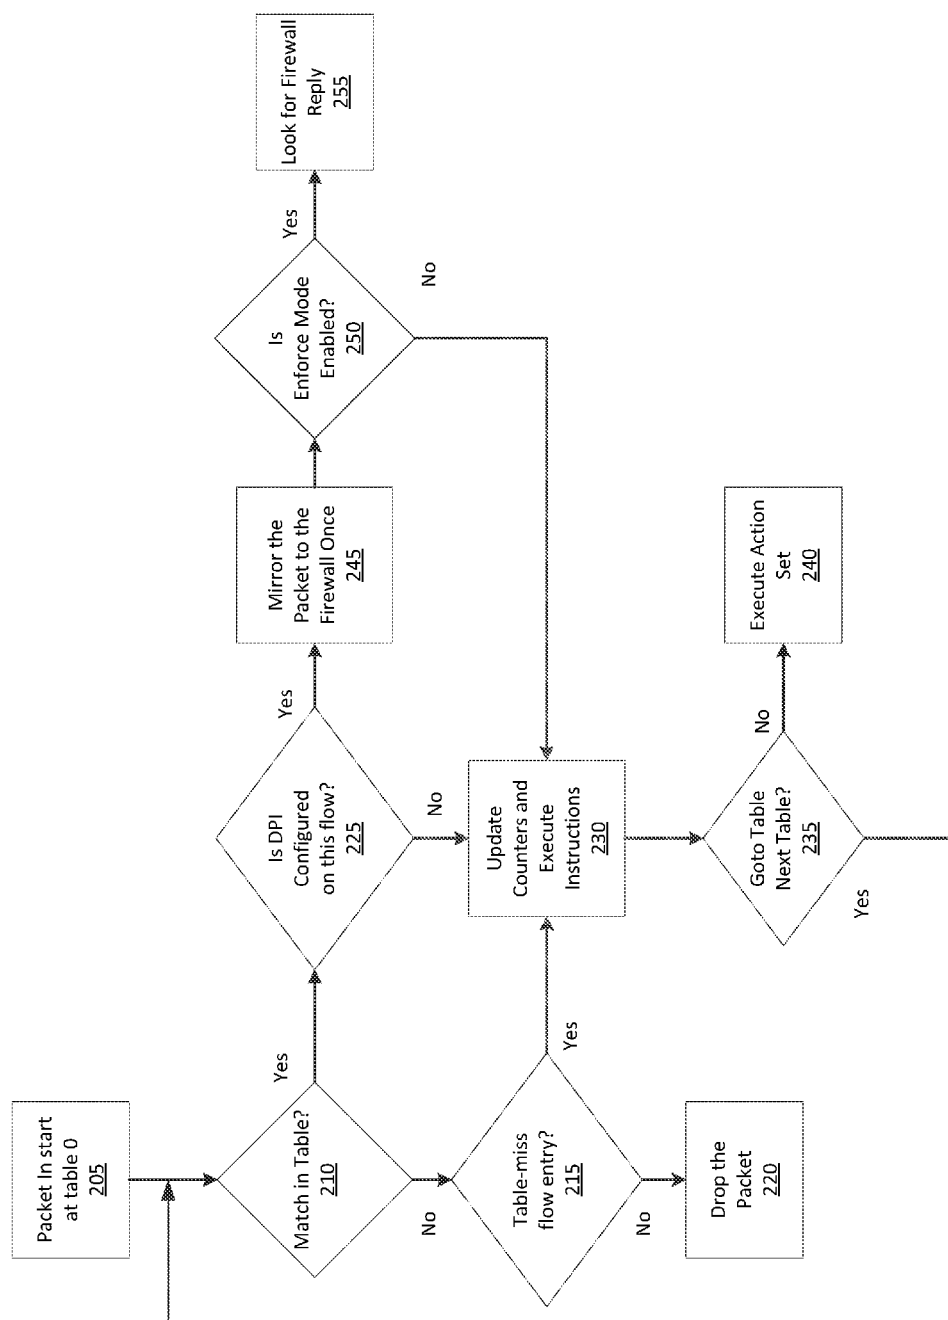 Packet In start
at table 0
205
Match in Table?
210
Yes
No
Is DPI
Configured
on this flow?
225
Yes
No
Mirror the
Packet to the
Firewall Once
245
Is
Enforce Mode
Enabled?
250
Yes
No
Look for Firewall
Reply
255
Table-miss
flow entry?
215
Yes
No
Update
Counters and
Execute
Instructions
230
Drop the
Packet
220
Goto Table
Next Table?
235
No
Yes
Execute Action
Set
240